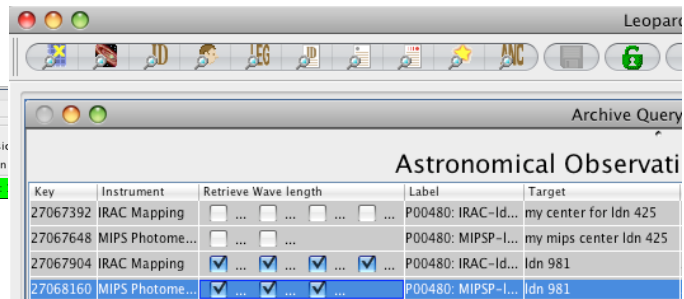 Leopard
JD LEG JD ANC
Archive Query
Astronomical Observati
Key Instrument Retrieve Wave length Label Target
27067392 IRAC Mapping ... ... ... ... P00480: IRAC-ld... my center for ldn 425
27067648 MIPS Photome... ... ... P00480: MIPSP-l... my mips center ldn 425
27067904 IRAC Mapping ... ... ... ... P00480: IRAC-ld... ldn 981
27068160 MIPS Photome... ... ... ... P00480: MIPSP-l... ldn 981